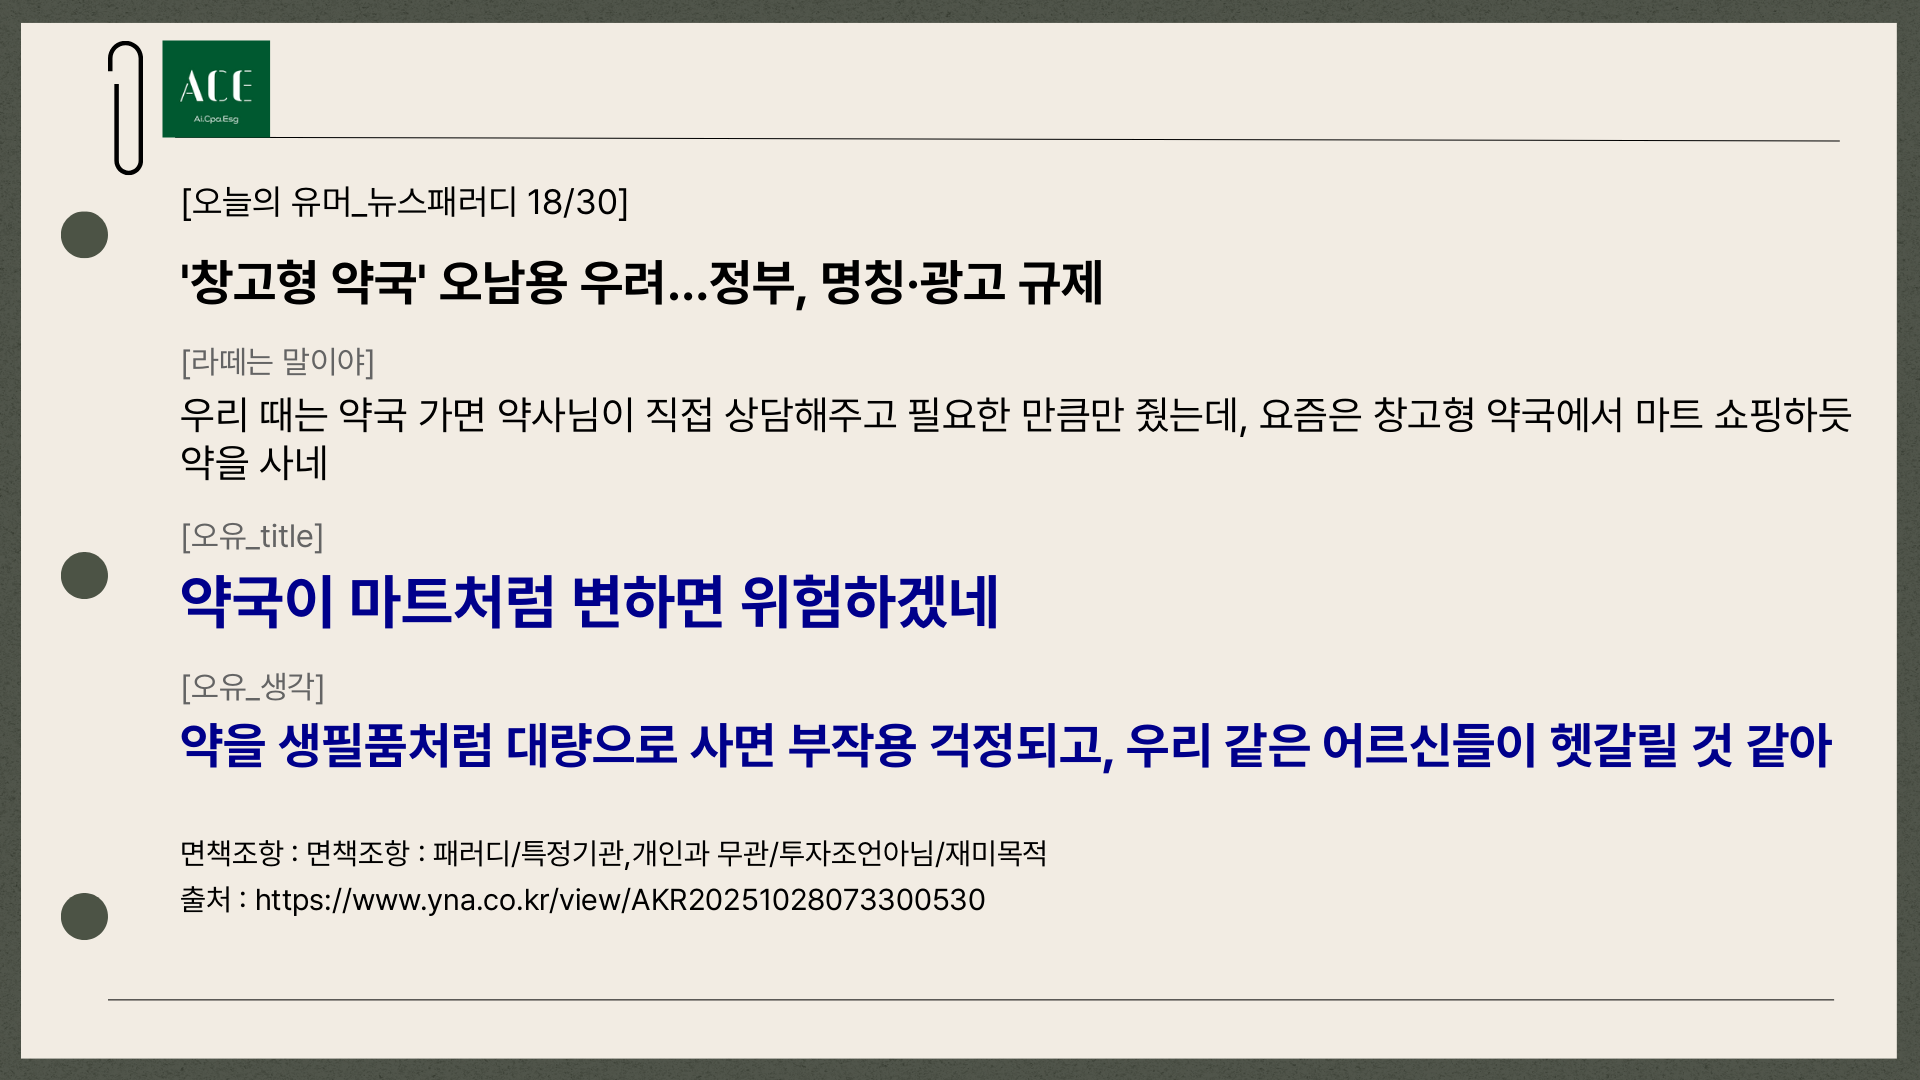 ACE
Ai.Cpa.Esg
[오늘의 유머_뉴스패러디 18/30]
'창고형 약국' 오남용 우려…정부, 명칭·광고 규제
[라떼는 말이야]
우리 때는 약국 가면 약사님이 직접 상담해주고 필요한 만큼만 줬는데, 요즘은 창고형 약국에서 마트 쇼핑하듯
약을 사네
[오유_title]
약국이 마트처럼 변하면 위험하겠네
[오유_생각]
약을 생필품처럼 대량으로 사면 부작용 걱정되고, 우리 같은 어르신들이 헷갈릴 것 같아
면책조항 : 면책조항 : 패러디/특정기관,개인과 무관/투자조언아님/재미목적
출처 : https://www.yna.co.kr/view/AKR20251028073300530